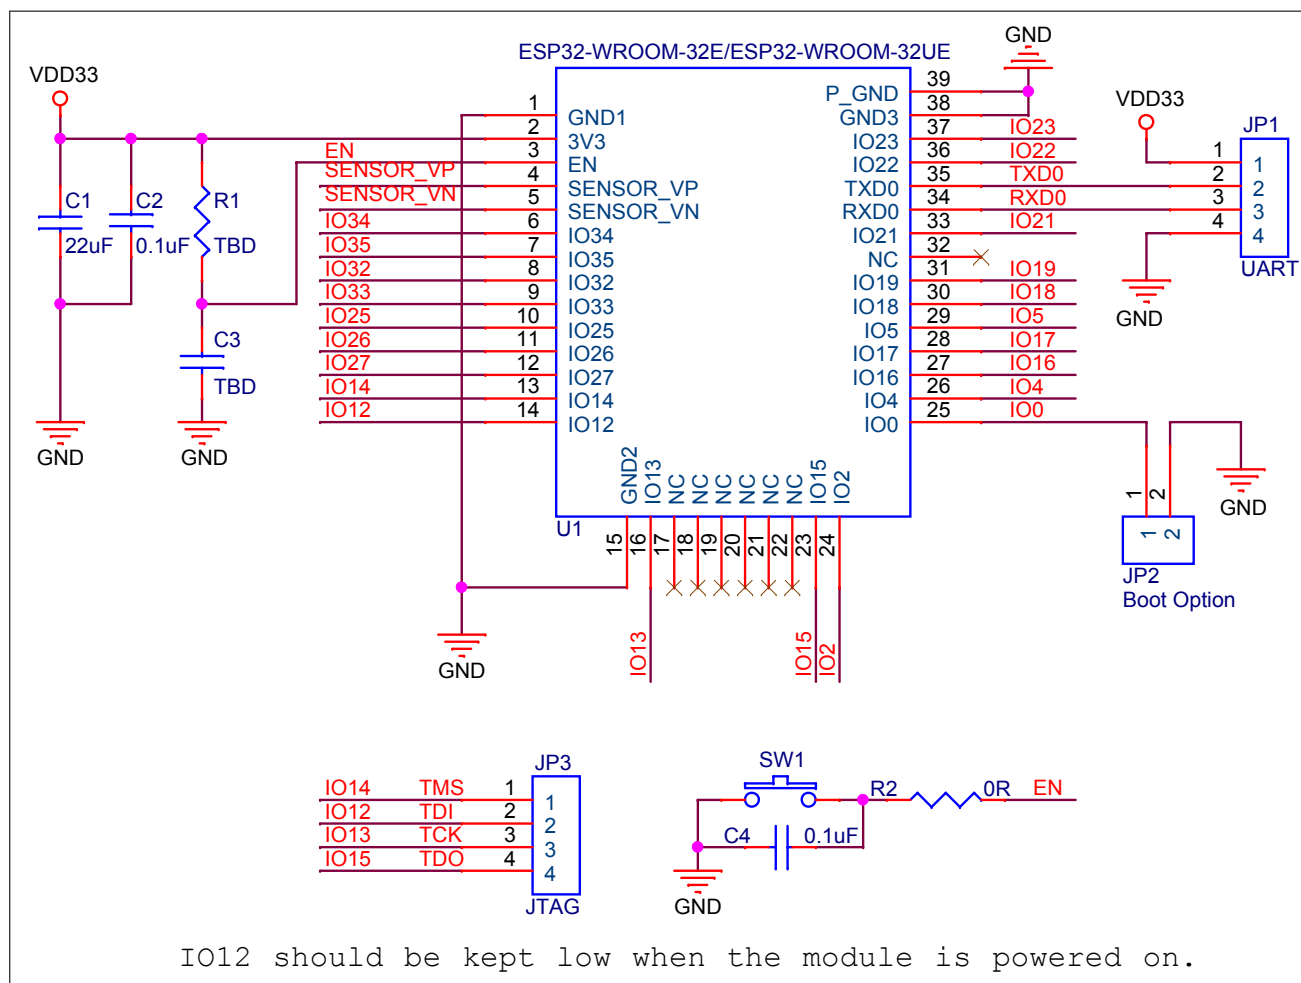 GND
ESP32-WROOM-32E/ESP32-WROOM-32UE
VDD33
39
P_GND
VDD33
1
GND1
38
GND3
JP1
2
3V3
37
IO23
IO23
EN
3
EN
36
IO22
IO22
1
1
SENSOR_VP
4
SENSOR_VP
35
TXD0
TXD0
2
2
SENSOR_VN
5
SENSOR_VN
34
RXD0
RXD0
3
3
IO34
6
IO34
33
IO21
IO21
4
4
IO35
7
IO35
32
NC
UART
IO32
8
IO32
31
IO19
IO19
IO33
9
IO33
30
IO18
IO18
GND
IO25
10
IO25
29
IO5
IO5
IO26
11
IO26
28
IO17
IO17
IO27
12
IO27
27
IO16
IO16
IO14
13
IO14
26
IO4
IO4
IO12
14
IO12
25
IO0
IO0
C1
22uF
C2
0.1uF
R1
TBD
C3
TBD
GND
GND
GND2
IO13
NC
NC
NC
NC
NC
NC
IO15
IO2
U1
15
16
17
18
19
20
21
22
23
24
1
2
1
2
GND
JP2
Boot Option
GND
IO13
IO15
IO2
JP3
IO14
TMS
1
1
IO12
TDI
2
2
IO13
TCK
3
3
IO15
TDO
4
4
JTAG
SW1
R2
0R
EN
C4
0.1uF
GND
IO12 should be kept low when the module is powered on.